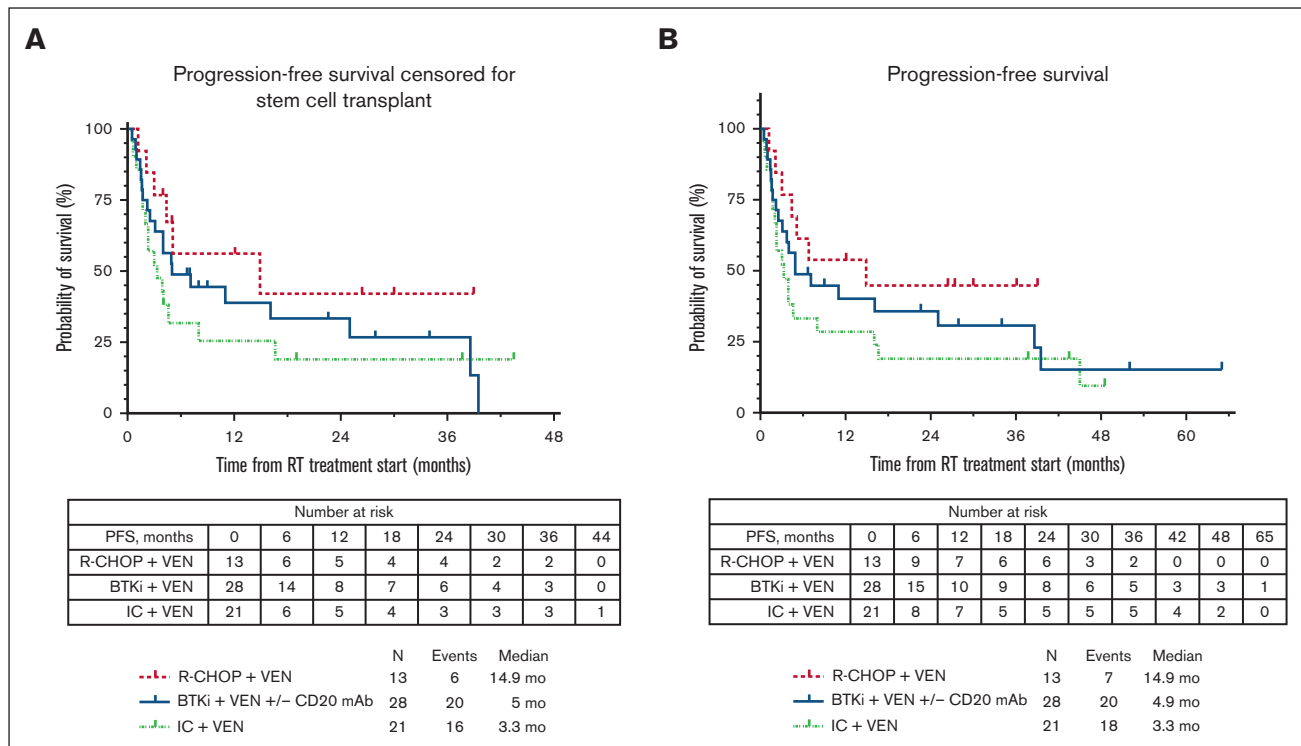 A
Progression-free survival censored for
stem cell transplant
Probability of survival (%)
100
75
50
25
0
0 12 24 36 48
Time from RT treatment start (months)
Number at risk
PFS, months 0 6 12 18 24 30 36 44
R-CHOP + VEN 13 6 5 4 4 2 2 0
BTKi + VEN 28 14 8 7 6 4 3 0
IC + VEN 21 6 5 4 3 3 3 1
N Events Median
R-CHOP + VEN 13 6 14.9 mo
BTKi + VEN +/− CD20 mAb 28 20 5 mo
IC + VEN 21 16 3.3 mo
B
Progression-free survival
Probability of survival (%)
100
75
50
25
0
0 12 24 36 48 60
Time from RT treatment start (months)
Number at risk
PFS, months 0 6 12 18 24 30 36 42 48 65
R-CHOP + VEN 13 9 7 6 6 3 2 0 0 0
BTKi + VEN 28 15 10 9 8 6 5 3 3 1
IC + VEN 21 8 7 5 5 5 5 4 2 0
N Events Median
R-CHOP + VEN 13 7 14.9 mo
BTKi + VEN +/− CD20 mAb 28 20 4.9 mo
IC + VEN 21 18 3.3 mo